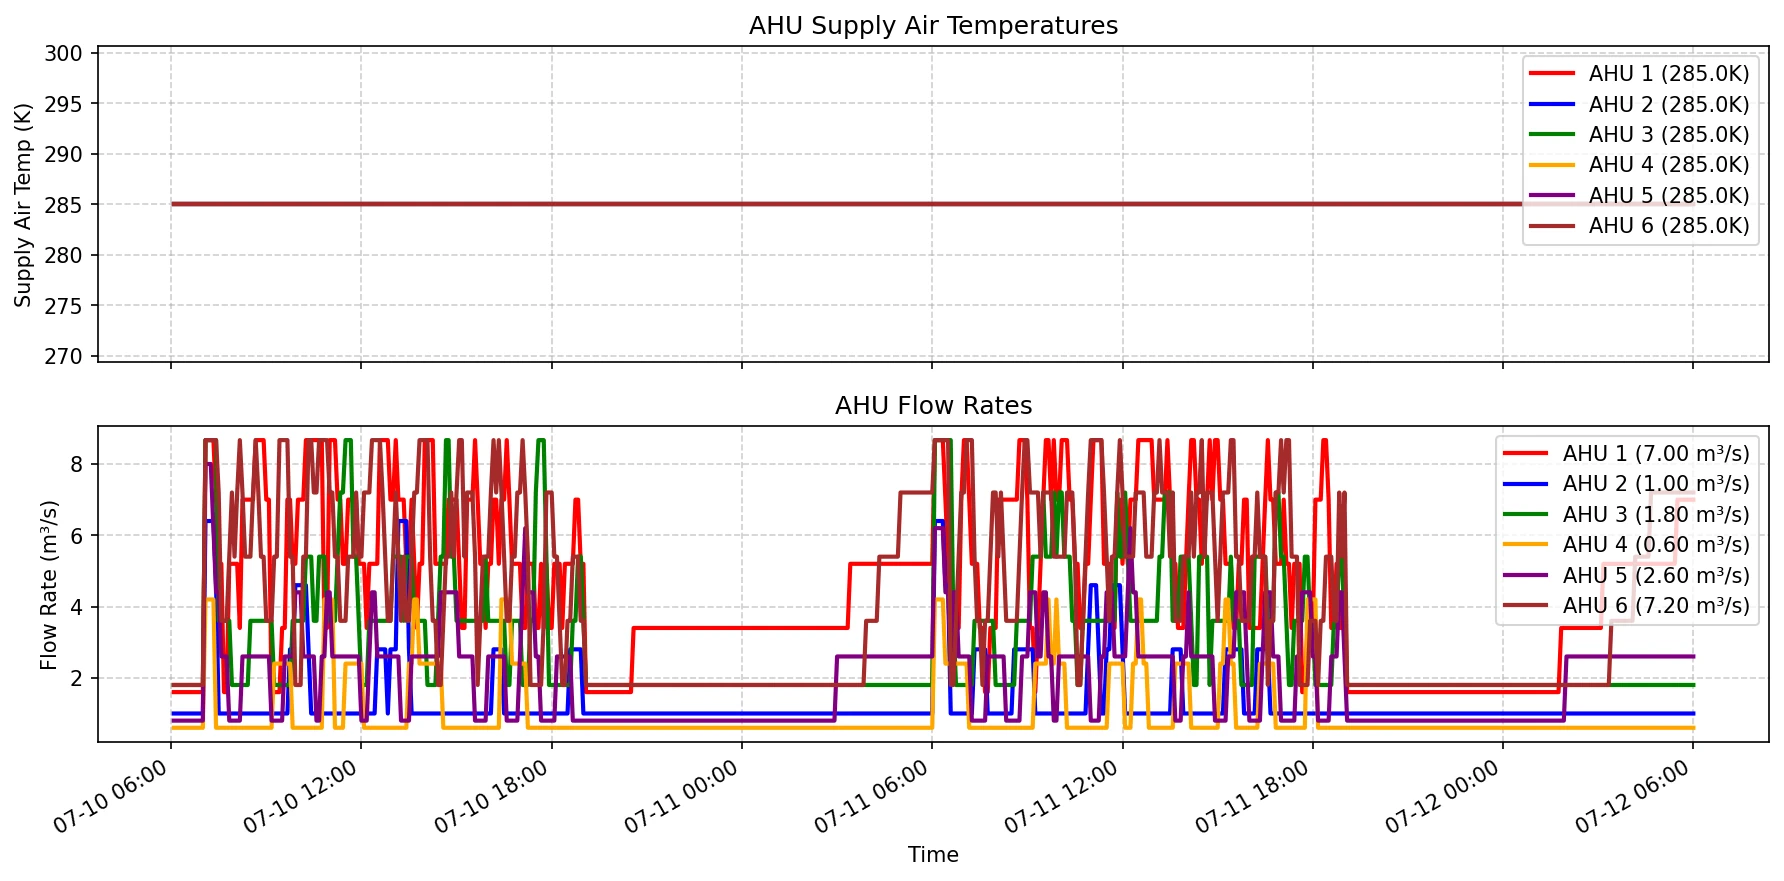 AHU Supply Air Temperatures
Supply Air Temp (K)
300
295
290
285
280
275
270
AHU 1 (285.0K)
AHU 2 (285.0K)
AHU 3 (285.0K)
AHU 4 (285.0K)
AHU 5 (285.0K)
AHU 6 (285.0K)
AHU Flow Rates
Flow Rate (m³/s)
8
6
4
2
AHU 1 (7.00 m³/s)
AHU 2 (1.00 m³/s)
AHU 3 (1.80 m³/s)
AHU 4 (0.60 m³/s)
AHU 5 (2.60 m³/s)
AHU 6 (7.20 m³/s)
07-10 06:00
07-10 12:00
07-10 18:00
07-11 00:00
07-11 06:00
07-11 12:00
07-11 18:00
07-12 00:00
07-12 06:00
Time